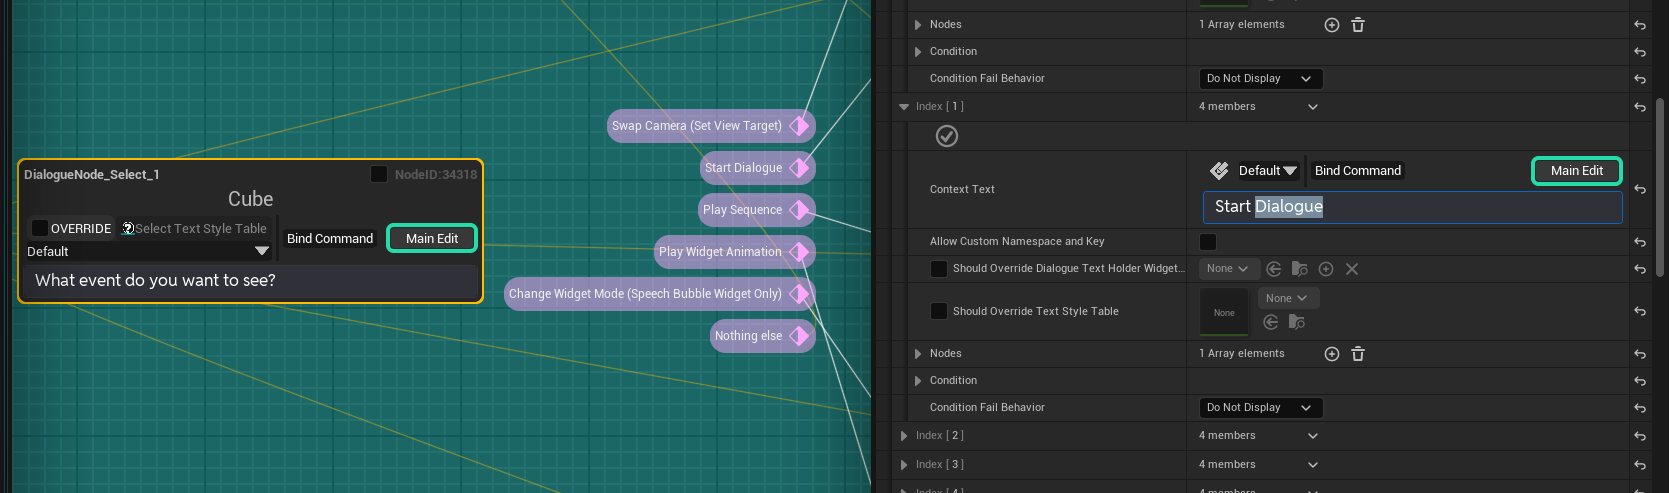 Swap Camera (Set View Target)
Start Dialogue
Play Sequence
Play Widget Animation
Change Widget Mode (Speech Bubble Widget Only)
Nothing else
DialogueNode_Select_1
NodeID:34318
Cube
OVERRIDE
Select Text Style Table
Default
Bind Command
Main Edit
What event do you want to see?
Nodes
1 Array elements
Condition
Condition Fail Behavior
Do Not Display
Index [ 1 ]
4 members
Context Text
Default
Bind Command
Main Edit
Start Dialogue
Allow Custom Namespace and Key
Should Override Dialogue Text Holder Widget...
None
Should Override Text Style Table
None
None
Nodes
1 Array elements
Condition
Condition Fail Behavior
Do Not Display
Index [ 2 ]
4 members
Index [ 3 ]
4 members
Index [ 4 ]
4 members